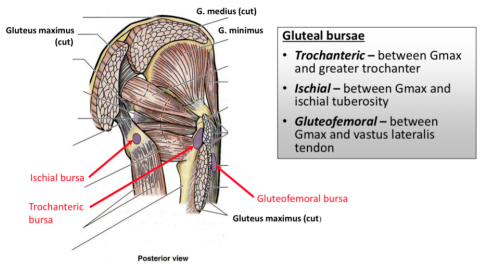 G. medius (cut)
Gluteus maximus
(cut)
G. minimus
Gluteal bursae
• Trochanteric – between Gmax
and greater trochanter
• Ischial – between Gmax and
ischial tuberosity
• Gluteofemoral – between
Gmax and vastus lateralis
tendon
Ischial bursa
Trochanteric
bursa
Gluteofemoral bursa
Gluteus maximus (cut)
Posterior view